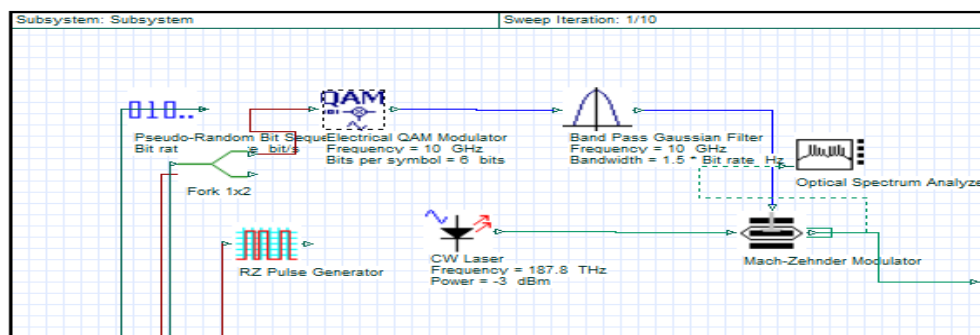 Subsystem: Subsystem
Sweep Iteration: 1/10
QAM
010..
Pseudo-Random Bit Seque
Bit rat e bit/s
Electrical QAM Modulator
Frequency = 10 GHz
Bits per symbol = 6 bits
Band Pass Gaussian Filter
Frequency = 10 GHz
Bandwidth = 1.5 * Bit rate Hz
Optical Spectrum Analyze
Fork 1x2
RZ Pulse Generator
CW Laser
Frequency = 187.8 THz
Power = -3 dBm
Mach-Zehnder Modulator